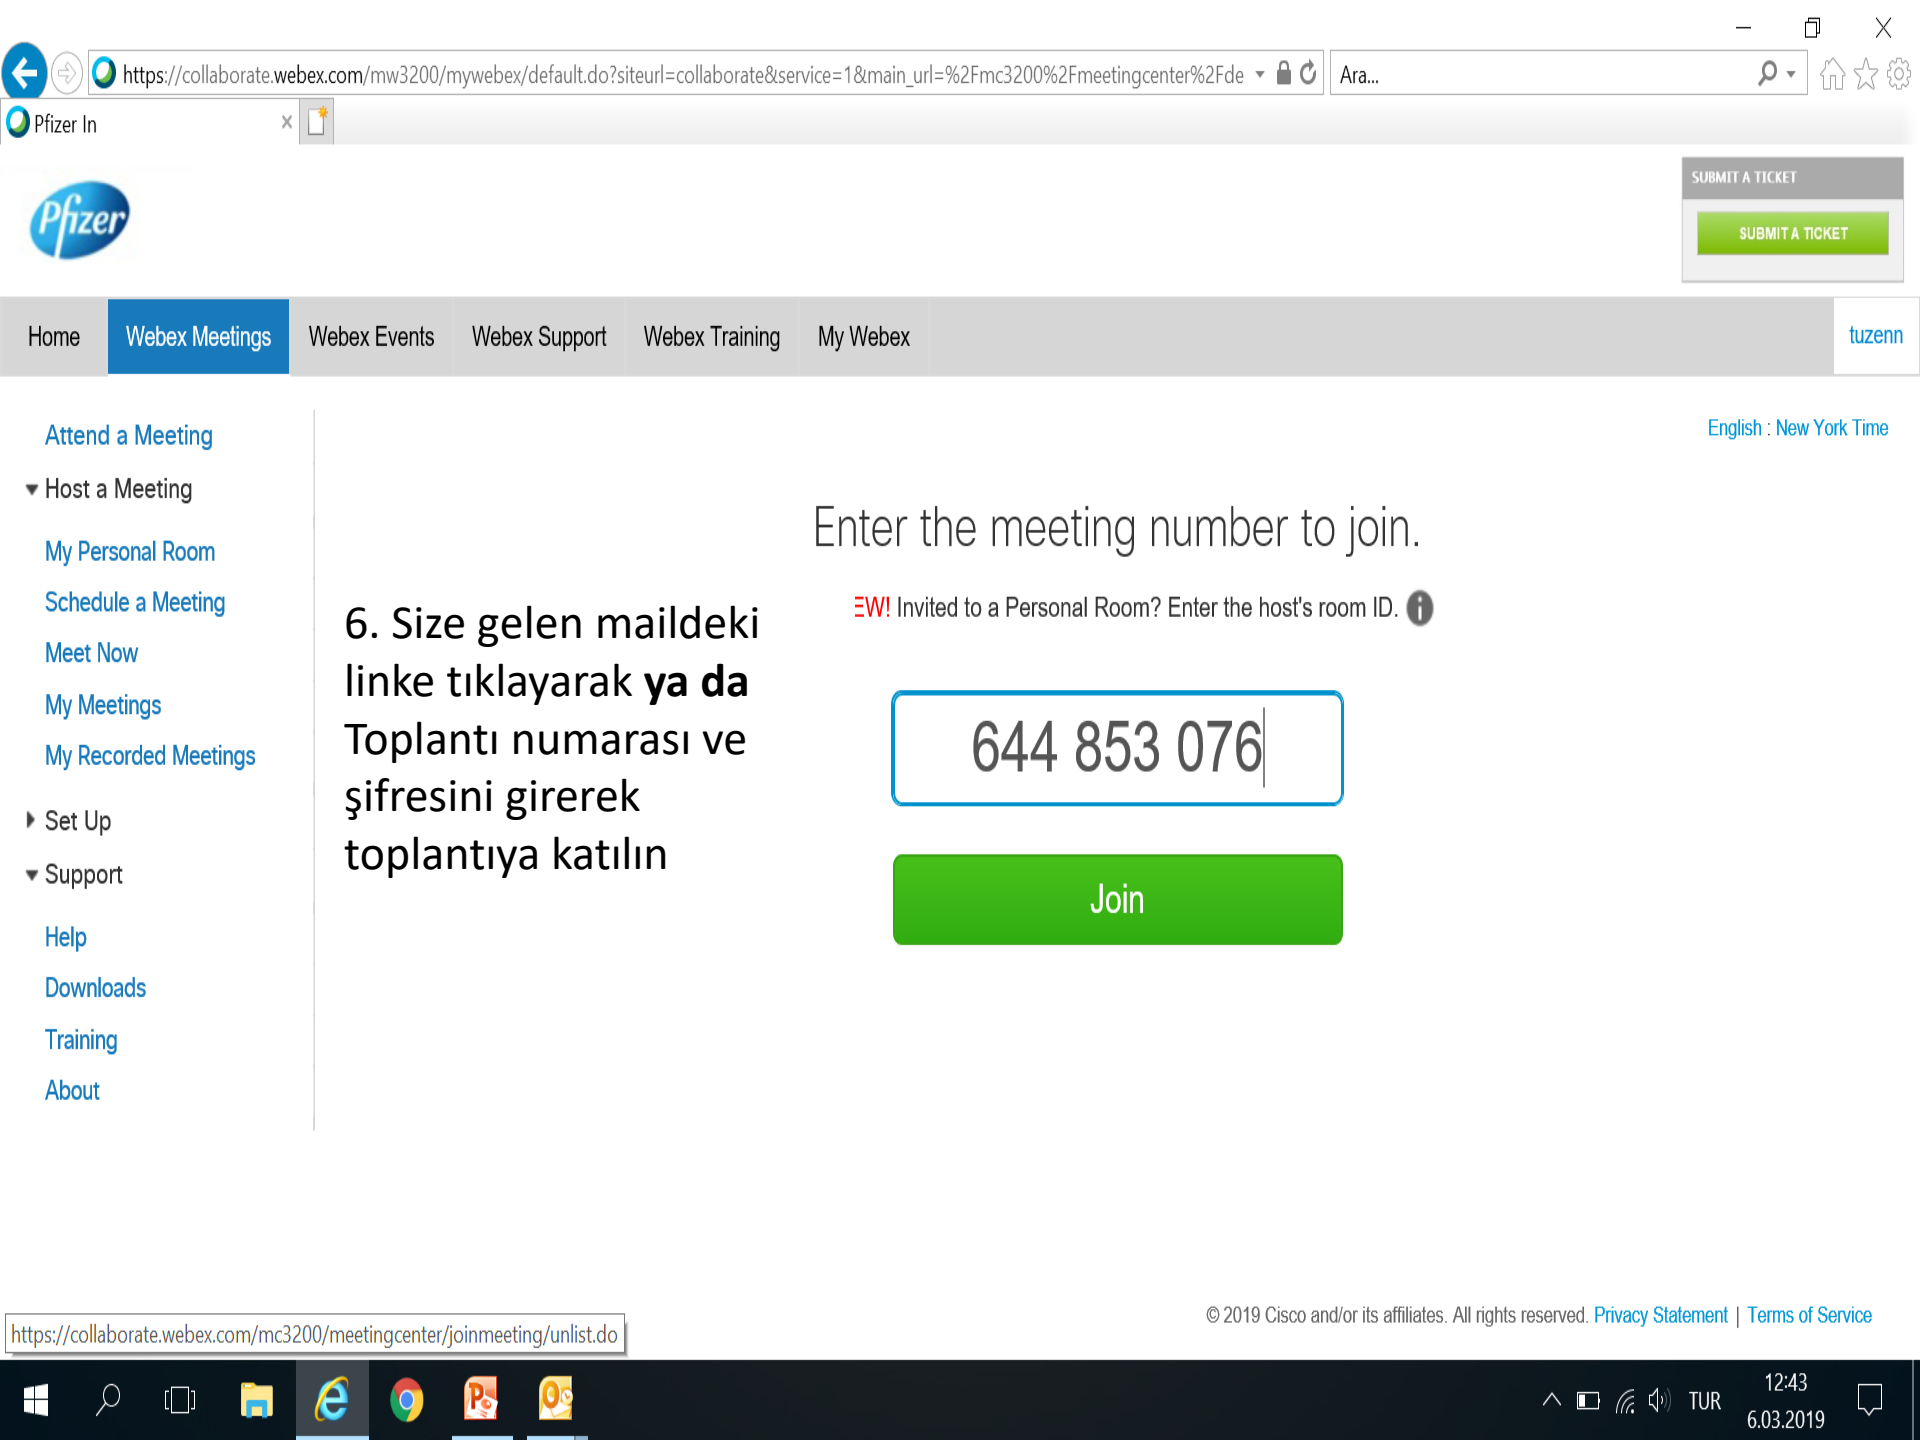 https://collaborate.webex.com/mw3200/mywebex/default.do?siteurl=collaborate&service=1&main_url=%2Fmc3200%2Fmeetingcenter%2Fde
Ara...
Pfizer In
SUBMIT A TICKET
Pfizer
SUBMIT A TICKET
Home Webex Meetings Webex Events Webex Support Webex Training My Webex tuzenn
English : New York Time
Attend a Meeting
Host a Meeting
My Personal Room
Schedule a Meeting
Meet Now
My Meetings
My Recorded Meetings
Set Up
Support
Help
Downloads
Training
About
6. Size gelen maildeki
linke tıklayarak ya da
Toplantı numarası ve
şifresini girerek
toplantıya katılın
Enter the meeting number to join.
EW! Invited to a Personal Room? Enter the host's room ID.
644 853 076
Join
© 2019 Cisco and/or its affiliates. All rights reserved. Privacy Statement | Terms of Service
https://collaborate.webex.com/mc3200/meetingcenter/joinmeeting/unlist.do
TUR
12:43
6.03.2019